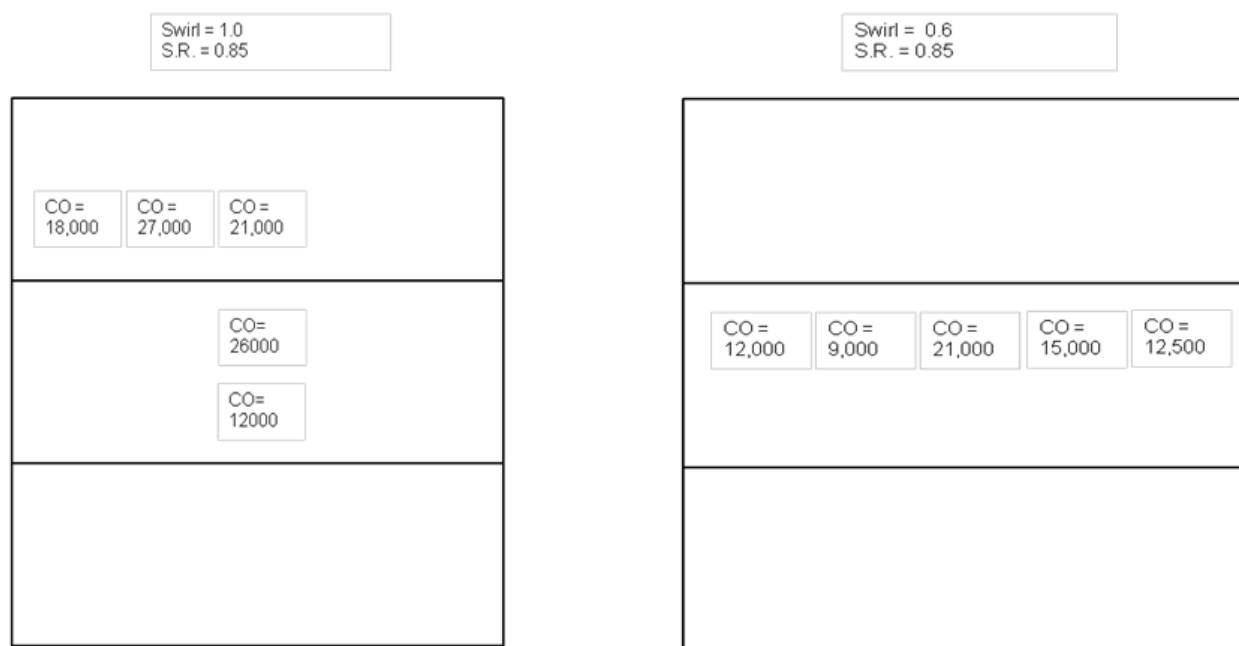 Swirl = 1.0
S.R. = 0.85
CO =
18,000
CO =
27,000
CO =
21,000
CO=
26000
CO=
12000
Swirl = 0.6
S.R. = 0.85
CO =
12,000
CO =
9,000
CO =
21,000
CO =
15,000
CO =
12,500